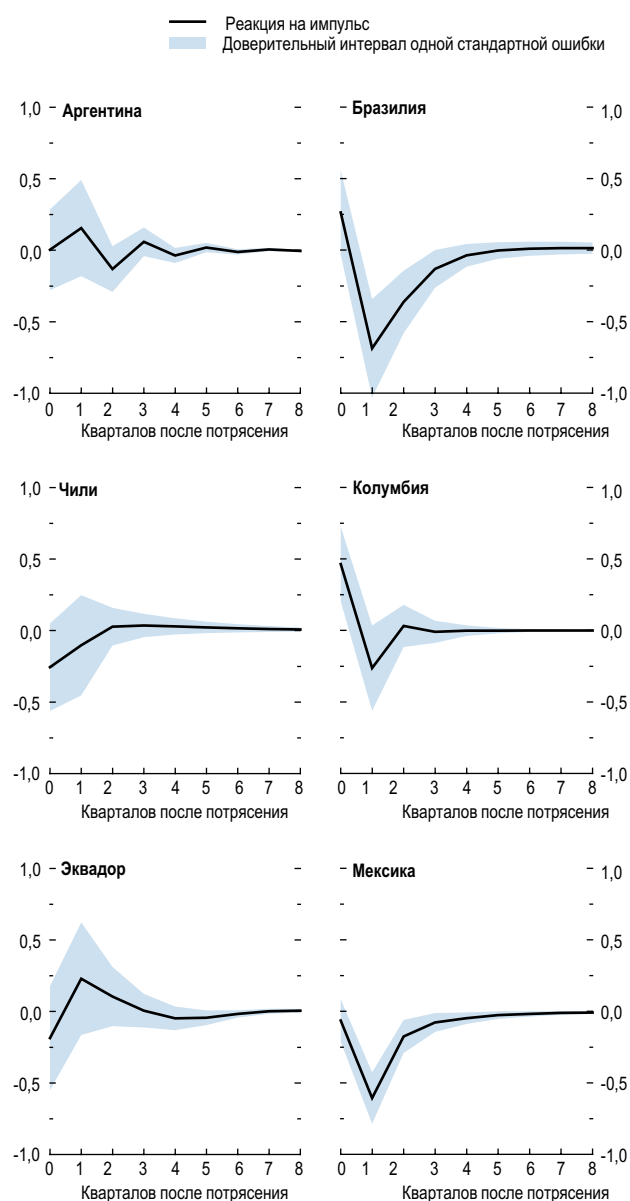 Реакция на импульс
Доверительный интервал одной стандартной ошибки
Аргентина
1,0
0,5
0,0
-0,5
-1,0
0 1 2 3 4 5 6 7 8
Кварталов после потрясения
Бразилия
1,0
0,5
0,0
-0,5
-1,0
0 1 2 3 4 5 6 7 8
Кварталов после потрясения
Чили
1,0
0,5
0,0
-0,5
-1,0
0 1 2 3 4 5 6 7 8
Кварталов после потрясения
Колумбия
1,0
0,5
0,0
-0,5
-1,0
0 1 2 3 4 5 6 7 8
Кварталов после потрясения
Эквадор
1,0
0,5
0,0
-0,5
-1,0
0 1 2 3 4 5 6 7 8
Кварталов после потрясения
Мексика
1,0
0,5
0,0
-0,5
-1,0
0 1 2 3 4 5 6 7 8
Кварталов после потрясения